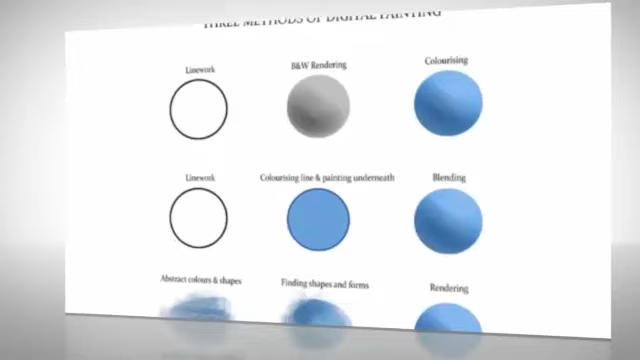 THREE METHODS OF DIGITAL PAINTING
Linework
B&W Rendering
Colourising
Linework
Colourising line & painting underneath
Blending
Abstract colours & shapes
Finding shapes and forms
Rendering